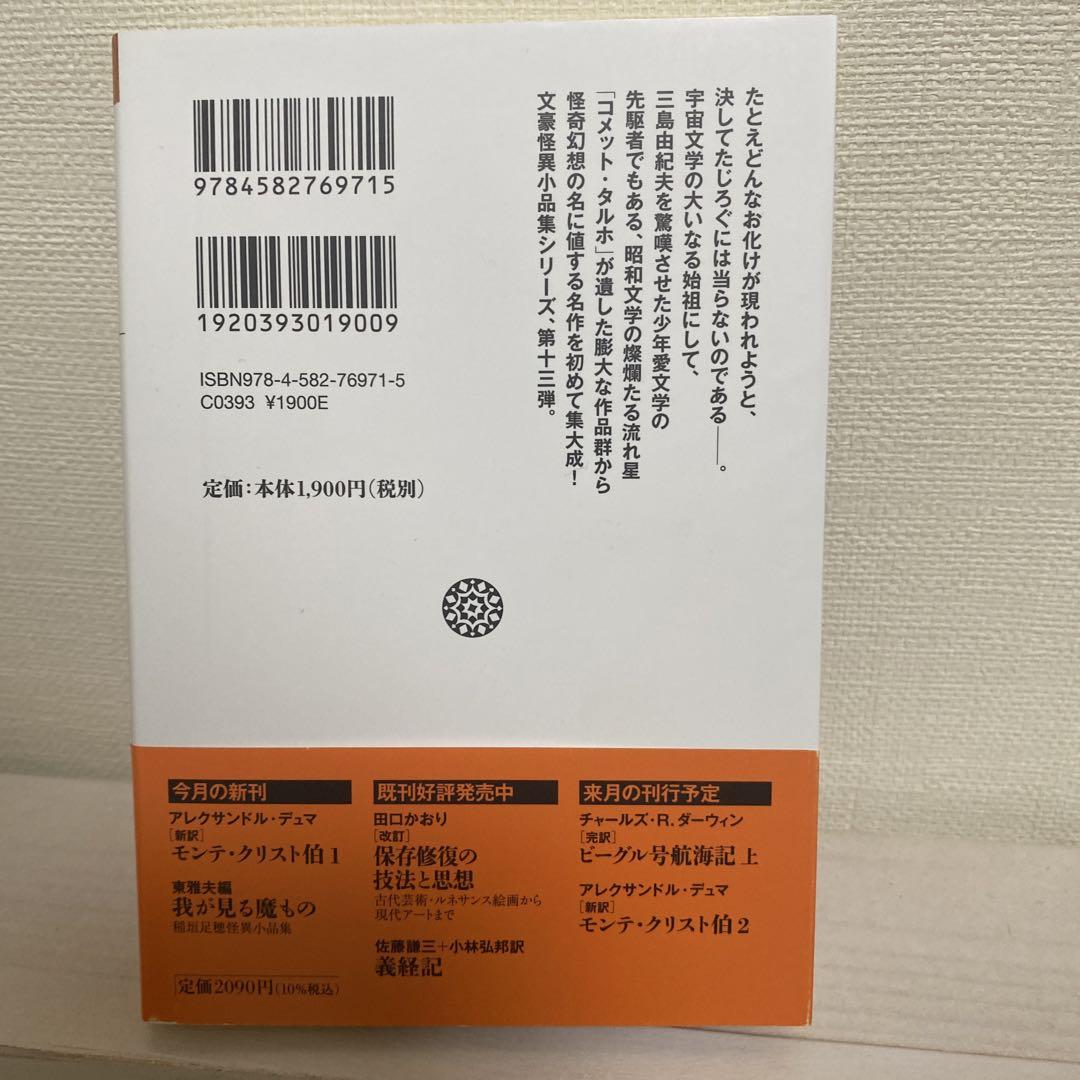 たとえどんなお化けが現われようと、
決してたじろぐには当らないのである──。
宇宙文学の大いなる始祖にして、
三島由紀夫を驚嘆させた少年愛文学の
先駆者でもある、昭和文学の燦爛たる流れ星
「コメット・タルホ」が遺した膨大な作品群から
怪奇幻想の名に値する名作を初めて集大成！
文豪怪異小品集シリーズ、第十三弾。
9784582769715
1920393019009
ISBN978-4-582-76971-5
C0393 ¥1900E
定価：本体1,900円（税別）
今月の新刊
アレクサンドル・デュマ
［新訳］
モンテ・クリスト伯 1
東雅夫編
我が見る魔もの
稲垣足穂怪異小品集
定価2090円（10%税込）
既刊好評発売中
田口かおり
［改訂］
保存修復の
技法と思想
古代芸術・ルネサンス絵画から
現代アートまで
佐藤謙三＋小林弘邦訳
義経記
来月の刊行予定
チャールズ・R.ダーウィン
［完訳］
ビーグル号航海記 上
アレクサンドル・デュマ
［新訳］
モンテ・クリスト伯 2